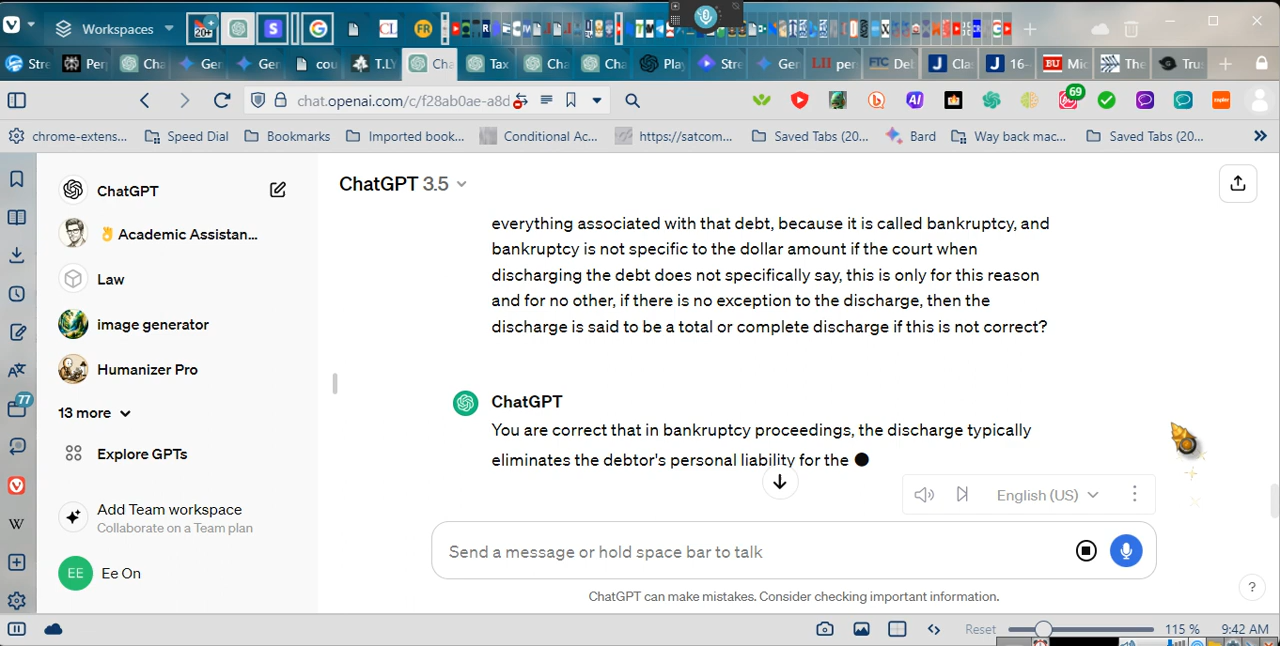 Workspaces
20+
S
CL
FR
Stre
Per
Cha
Ger
Ger
cou
T.LY
Cha
Tax
Cha
Cha
Play
Stre
Ger
LII per
FTC Del
J Cla
J 16-
BU Mic
The
Trus
chat.openai.com/c/f28ab0ae-a8d
69
chrome-extens...
Speed Dial
Bookmarks
Imported book...
Conditional Ac...
https://satcom...
Saved Tabs (20...
Bard
Way back mac...
Saved Tabs (20...
ChatGPT
👌 Academic Assistan...
Law
image generator
Humanizer Pro
13 more
Explore GPTs
Add Team workspace
Collaborate on a Team plan
EE
Ee On
77
W
ChatGPT 3.5
everything associated with that debt, because it is called bankruptcy, and
bankruptcy is not specific to the dollar amount if the court when
discharging the debt does not specifically say, this is only for this reason
and for no other, if there is no exception to the discharge, then the
discharge is said to be a total or complete discharge if this is not correct?
ChatGPT
You are correct that in bankruptcy proceedings, the discharge typically
eliminates the debtor's personal liability for the
English (US)
Send a message or hold space bar to talk
ChatGPT can make mistakes. Consider checking important information.
?
Reset
115 %
9:42 AM